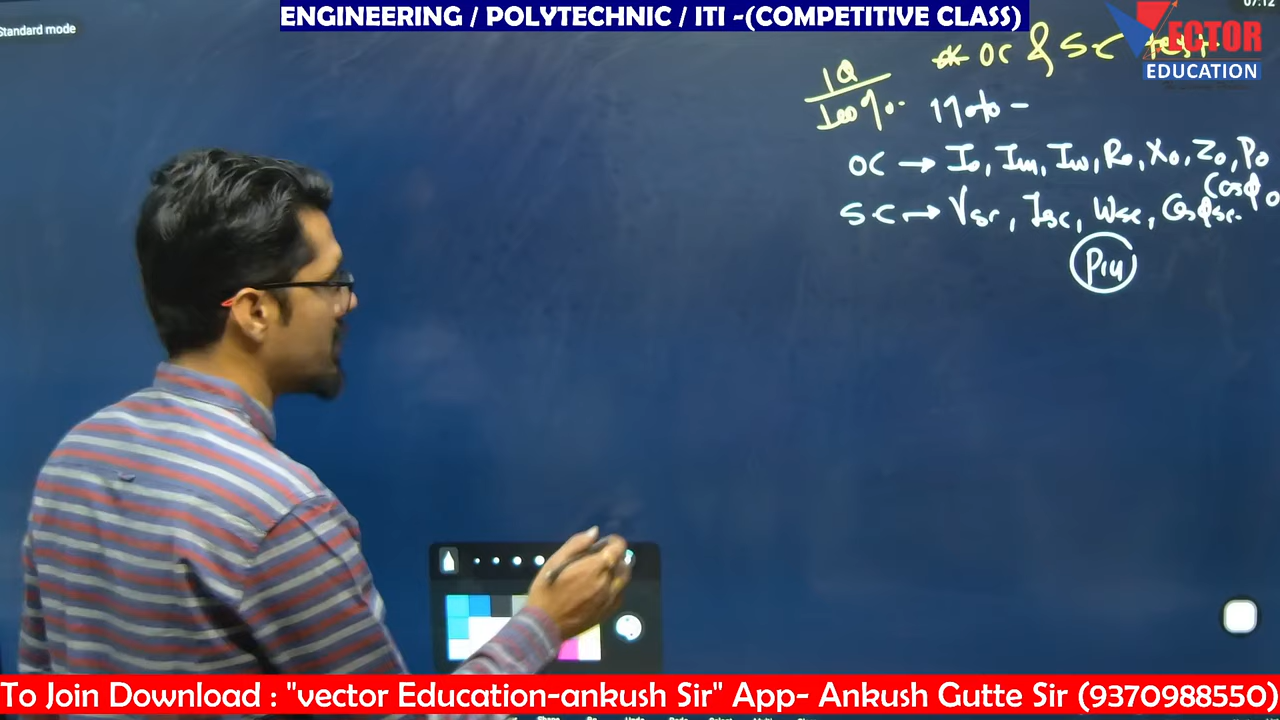 ENGINEERING / POLYTECHNIC / ITI -(COMPETITIVE CLASS)
Standard mode
07:12
VECTOR
EDUCATION
OC & SC test
1Q
100%.
OC → I₀, Im, Iw, R₀, X₀, Z₀, P₀
Cosφ₀
SC → Vsc, Isc, Wsc, Cosφsc.
To Join Download : "vector Education-ankush Sir" App- Ankush Gutte Sir (9370988550)